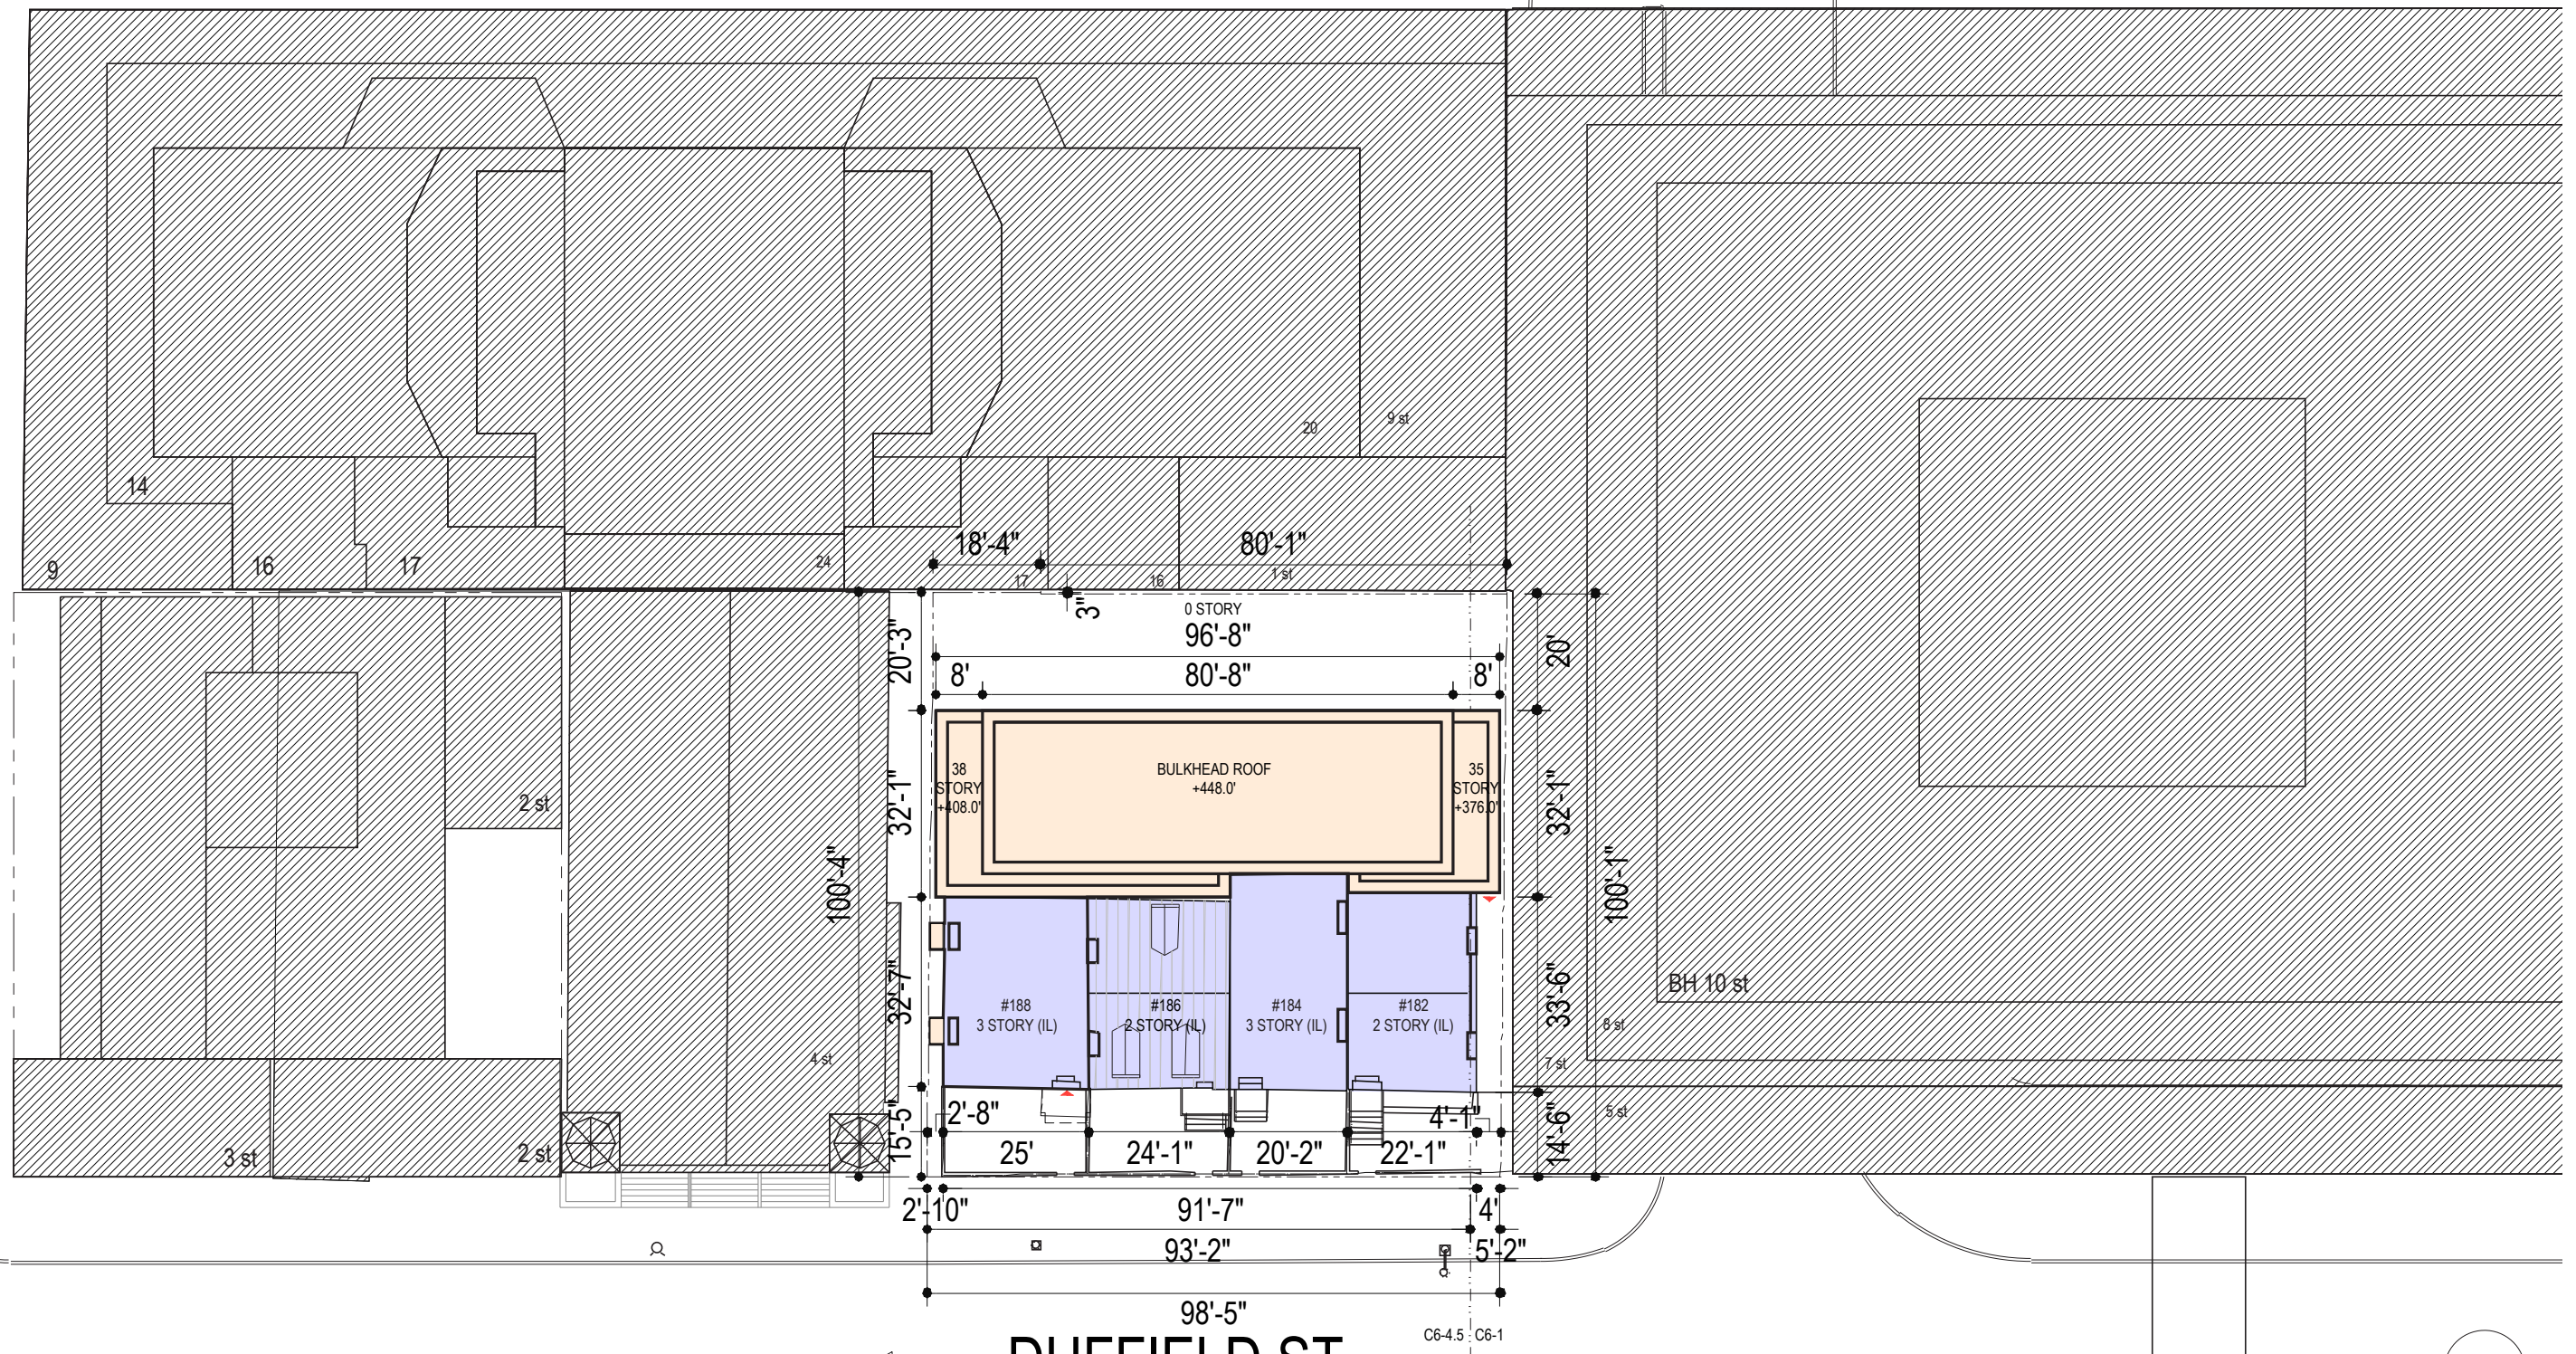 20
9 st
14
18'-4"
80'-1"
9
16
17
24
17
16
1 st
3"
0 STORY
96'-8"
20'-3"
20'
8'
80'-8"
8'
38
STORY
+408.0'
BULKHEAD ROOF
+448.0'
35
STORY
+376.0'
2 st
32'-1"
32'-1"
100'-4"
100'-1"
32'-7"
33'-6"
BH 10 st
#188
3 STORY (IL)
#186
2 STORY (IL)
#184
3 STORY (IL)
#182
2 STORY (IL)
8 st
4 st
7 st
5 st
15'-5"
2'-8"
4'-1"
14'-6"
3 st
2 st
25'
24'-1"
20'-2"
22'-1"
2'-10"
91'-7"
4'
93'-2"
5'-2"
98'-5"
C6-4.5
C6-1
DUFFIELD ST